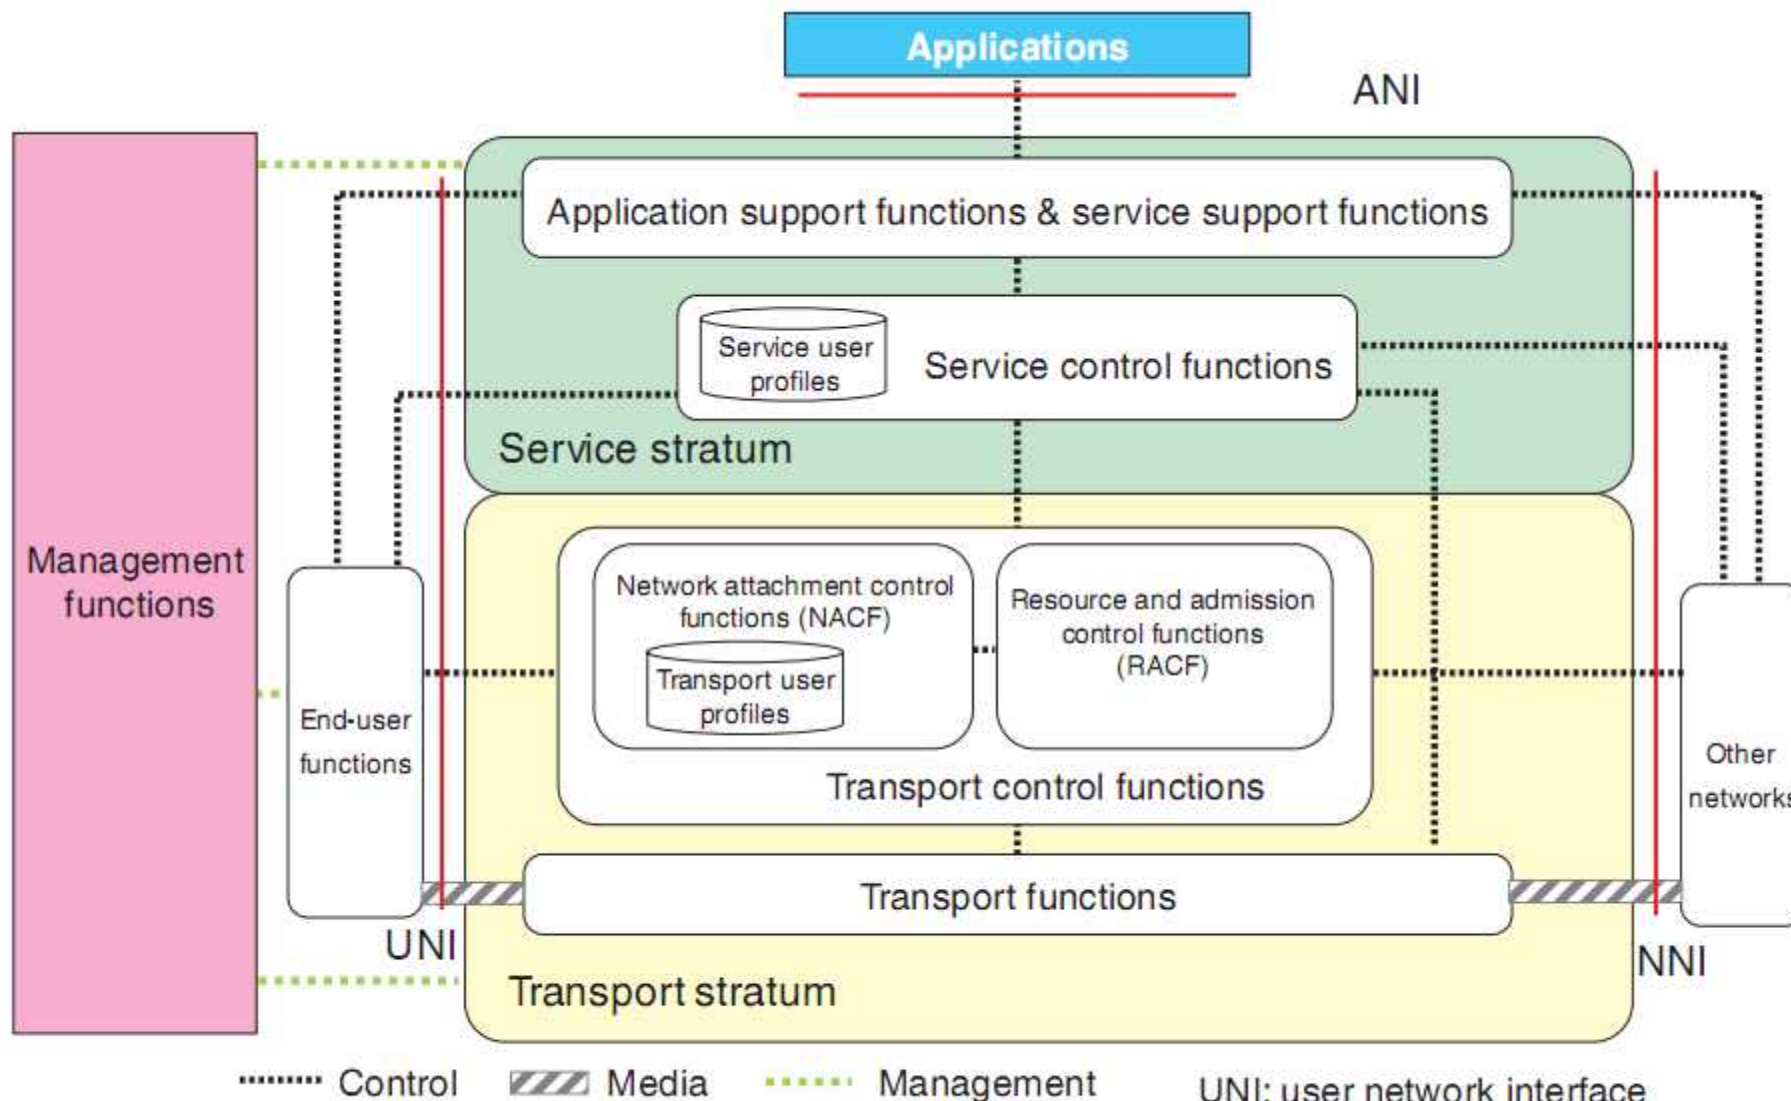 Applications
ANI
Application support functions & service support functions
Service user
profiles
Service control functions
Service stratum
Management
functions
Network attachment control
functions (NACF)
Transport user
profiles
Resource and admission
control functions
(RACF)
Transport control functions
End-user
functions
Other
networks
Transport functions
UNI
NNI
Transport stratum
Control
Media
Management
UNI: user network interface